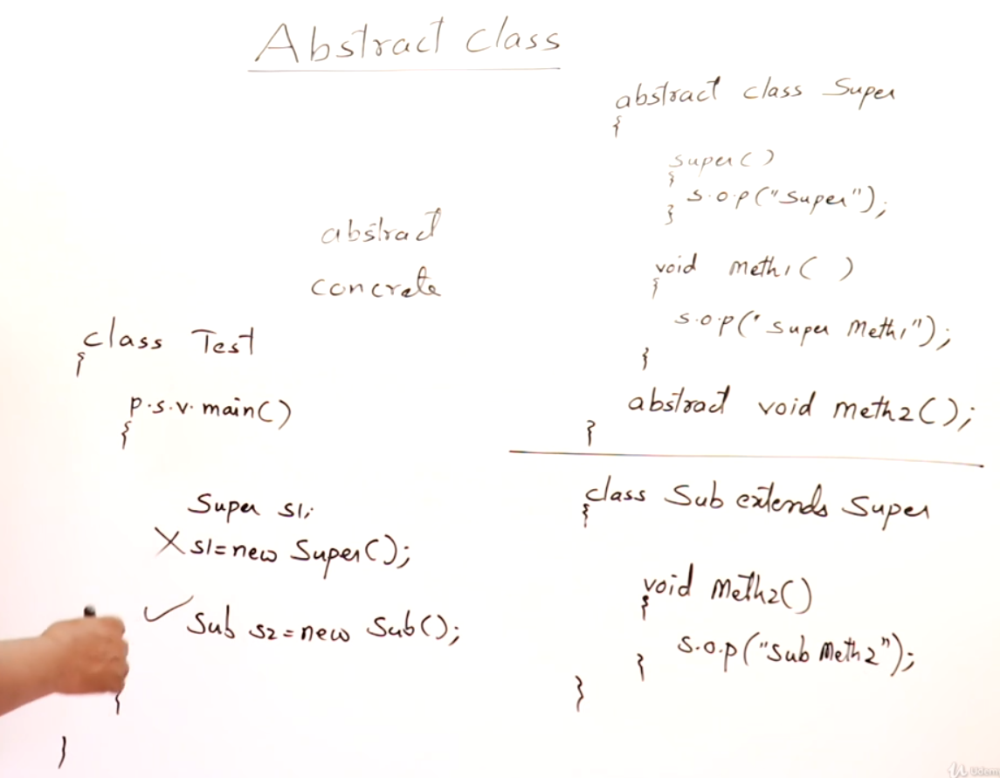 Abstract class
abstract
concrete
class Test
{
p.s.v. main()
{
Super s1;
X s1=new Super();
✓ Sub s2=new Sub();
}
}
abstract class Super
{
super()
{
s.o.p("Super");
}
void meth1( )
{
s.o.p("Super Meth1");
}
abstract void meth2();
}
class Sub extends Super
{
void Meth2()
{
s.o.p("Sub Meth2");
}
}
Udemy